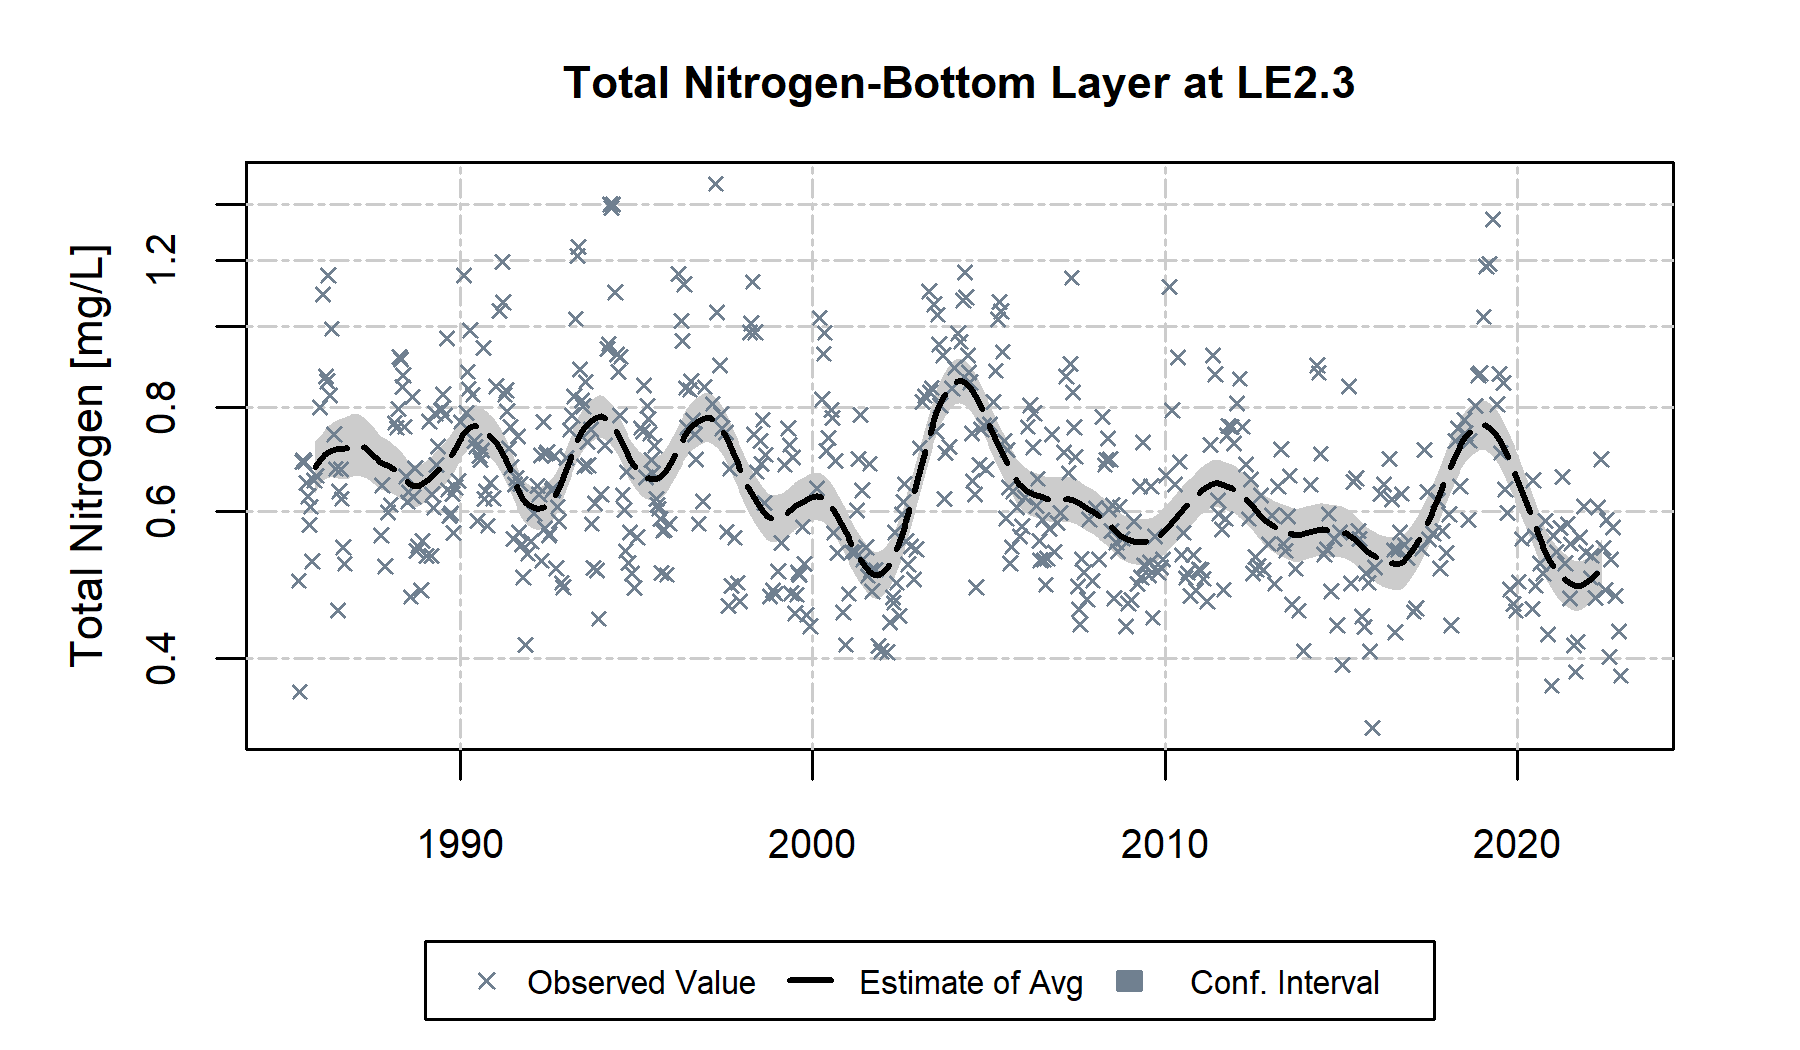 Total Nitrogen-Bottom Layer at LE2.3
Total Nitrogen [mg/L]
1.2
0.8
0.6
0.4
1990 2000 2010 2020
Observed Value Estimate of Avg Conf. Interval